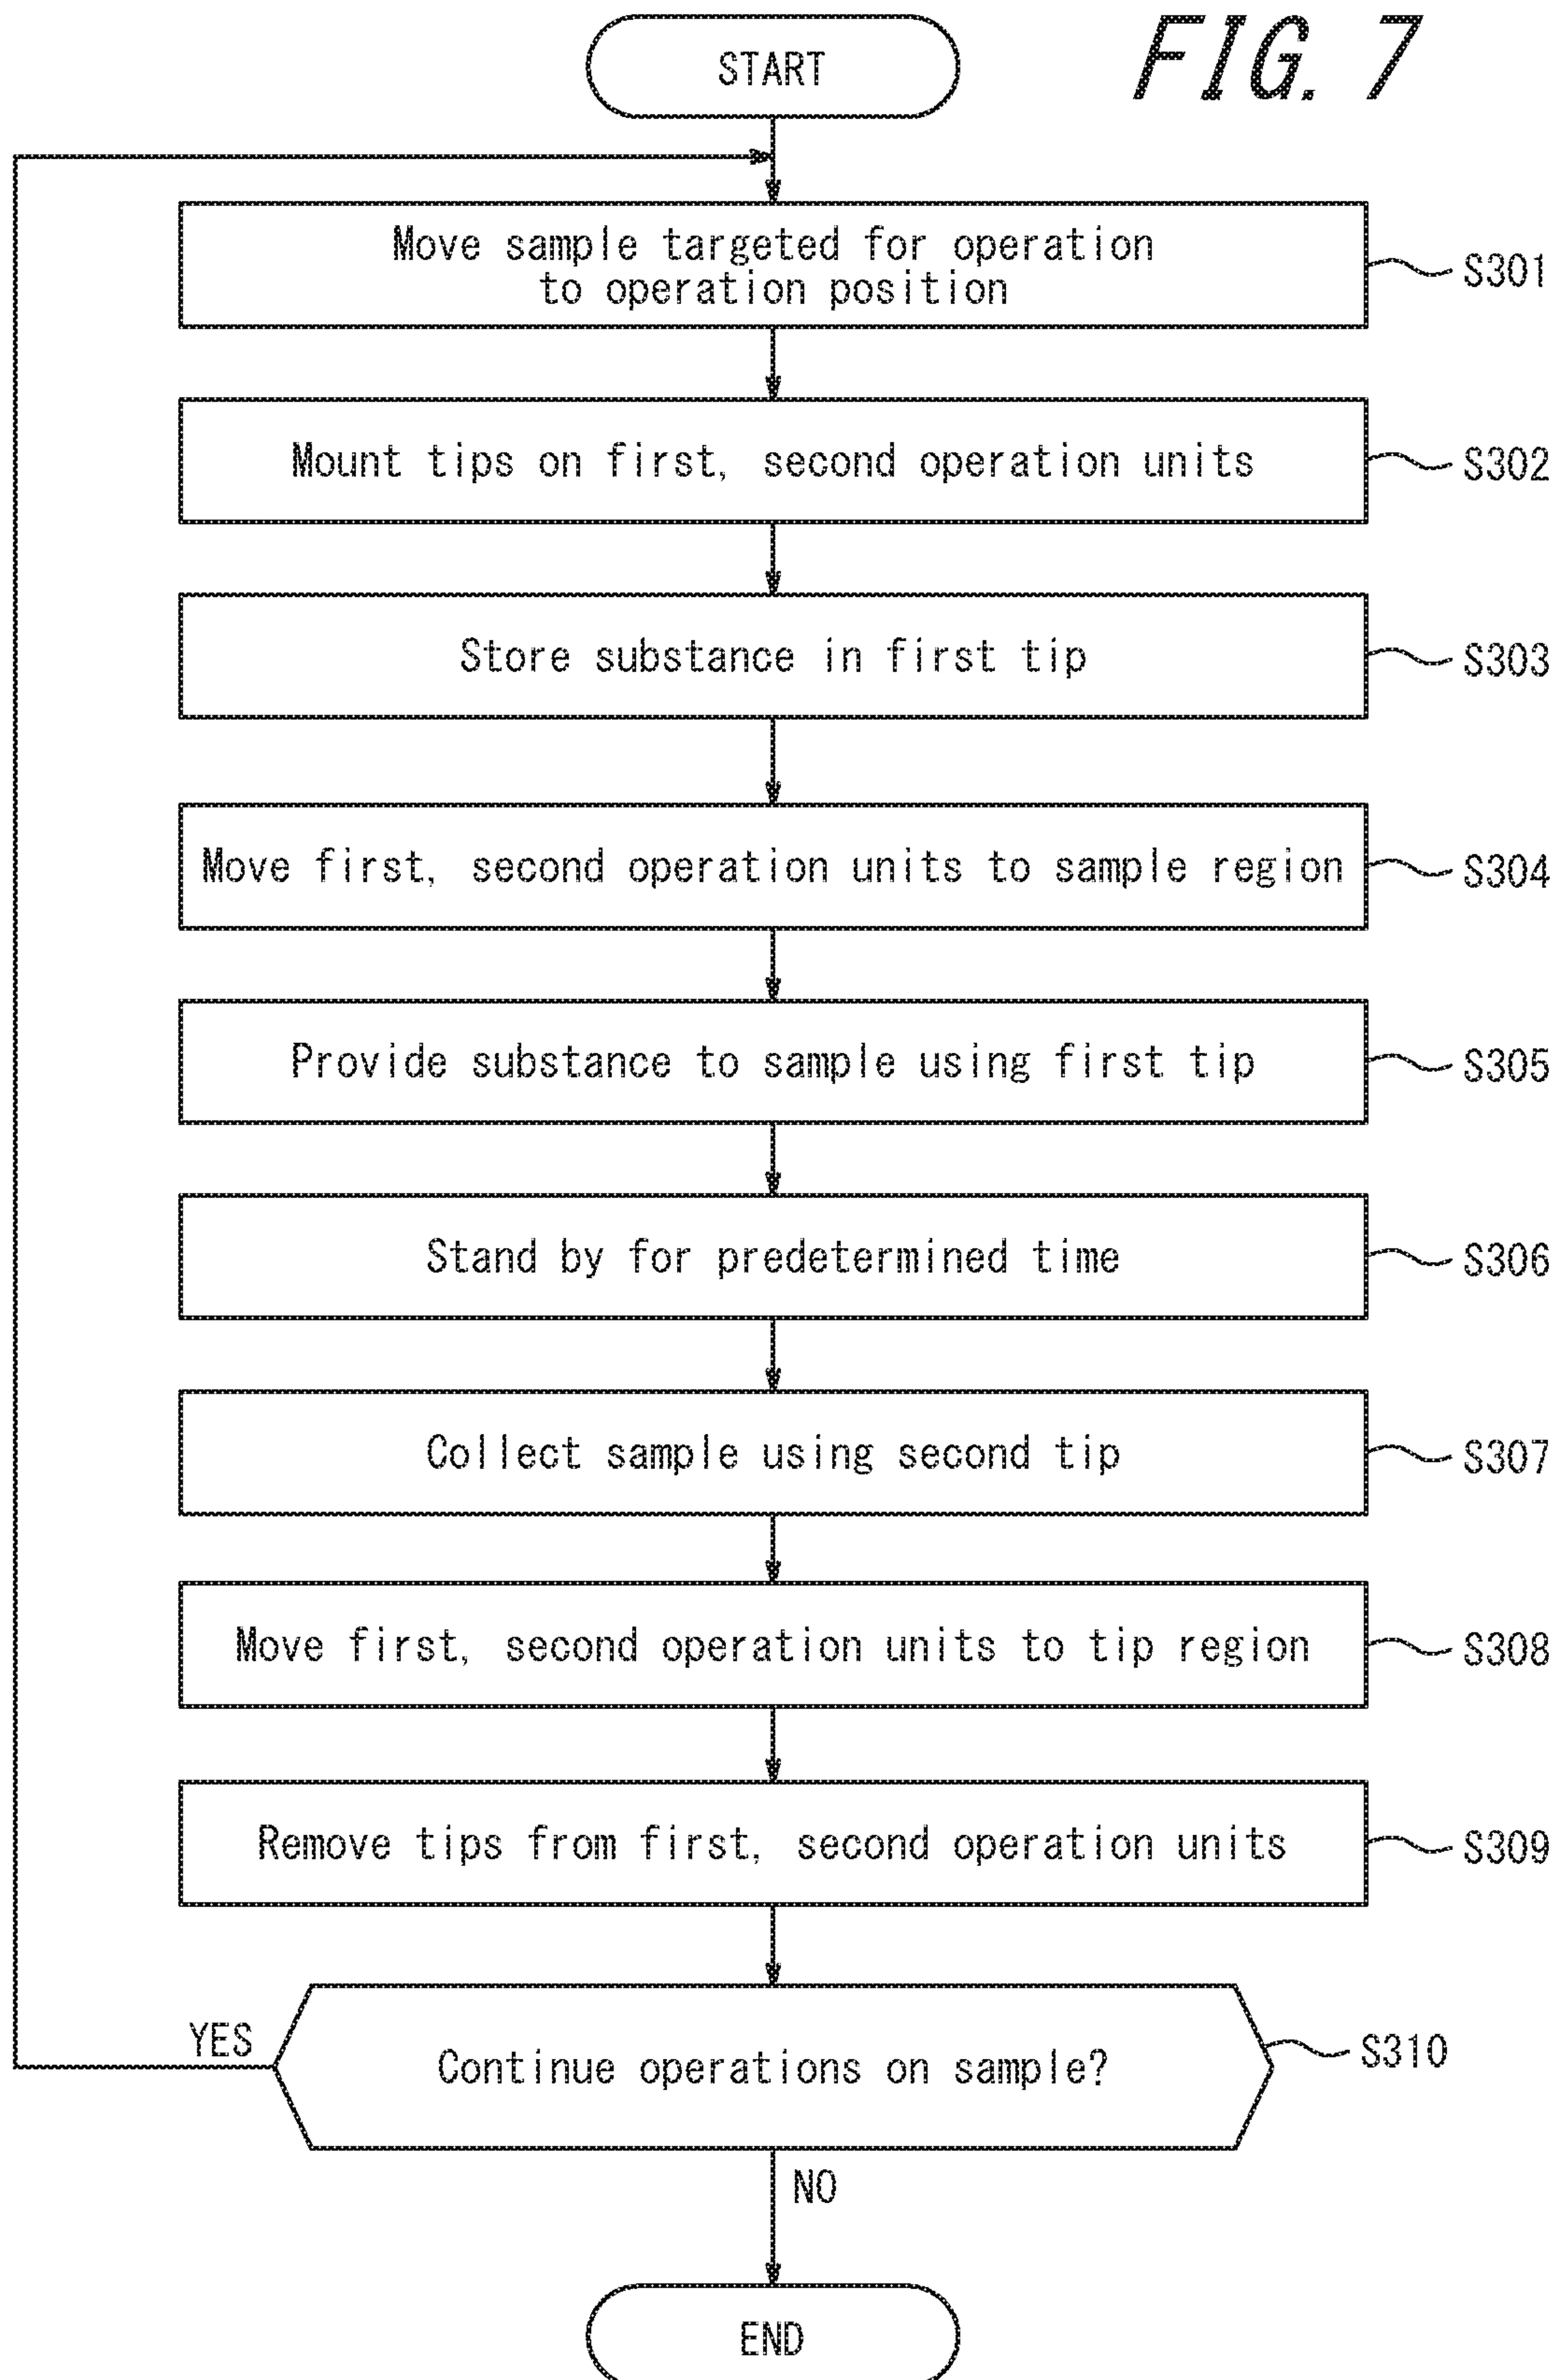 FIG. 7
START
Move sample targeted for operation
to operation position
S301
Mount tips on first, second operation units
S302
Store substance in first tip
S303
Move first, second operation units to sample region
S304
Provide substance to sample using first tip
S305
Stand by for predetermined time
S306
Collect sample using second tip
S307
Move first, second operation units to tip region
S308
Remove tips from first, second operation units
S309
Continue operations on sample?
S310
YES
NO
END